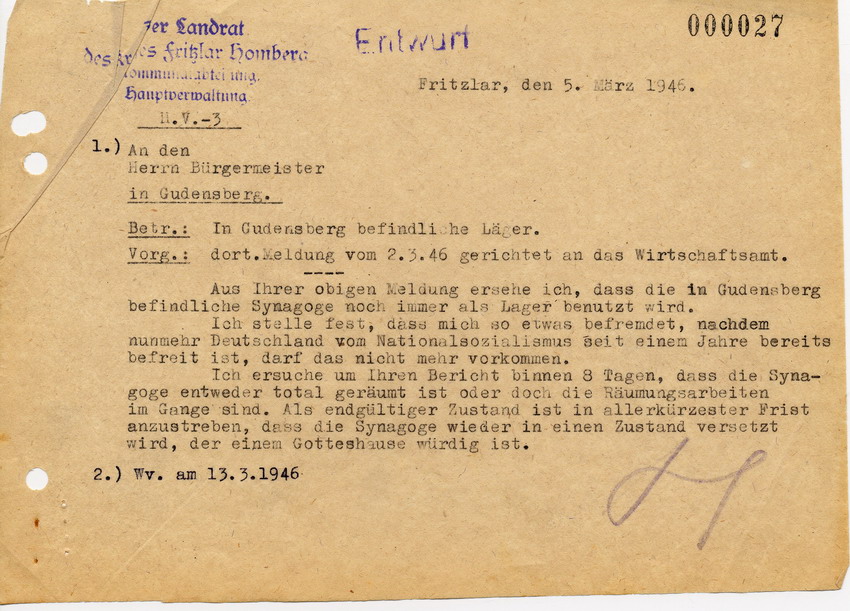 Der Landrat
des Kreises Fritzlar Homberg
Kommunalabteilung.
Hauptverwaltung.
Entwurf
000027
Fritzlar, den 5. März 1946.
H.V.-3
1.) An den
Herrn Bürgermeister
in Gudensberg.
Betr.: In Gudensberg befindliche Läger.
Vorg.: dort.Meldung vom 2.3.46 gerichtet an das Wirtschaftsamt.
----
Aus Ihrer obigen Meldung ersehe ich, dass die in Gudensberg
befindliche Synagoge noch immer als Lager benutzt wird.
Ich stelle fest, dass mich so etwas befremdet, nachdem
nunmehr Deutschland vom Nationalsozialismus seit einem Jahre bereits
befreit ist, darf das nicht mehr vorkommen.
Ich ersuche um Ihren Bericht binnen 8 Tagen, dass die Syna-
goge entweder total geräumt ist oder doch die Räumungsarbeiten
im Gange sind. Als endgültiger Zustand ist in allerkürzester Frist
anzustreben, dass die Synagoge wieder in einen Zustand versetzt
wird, der einem Gotteshause würdig ist.
2.) Wv. am 13.3.1946